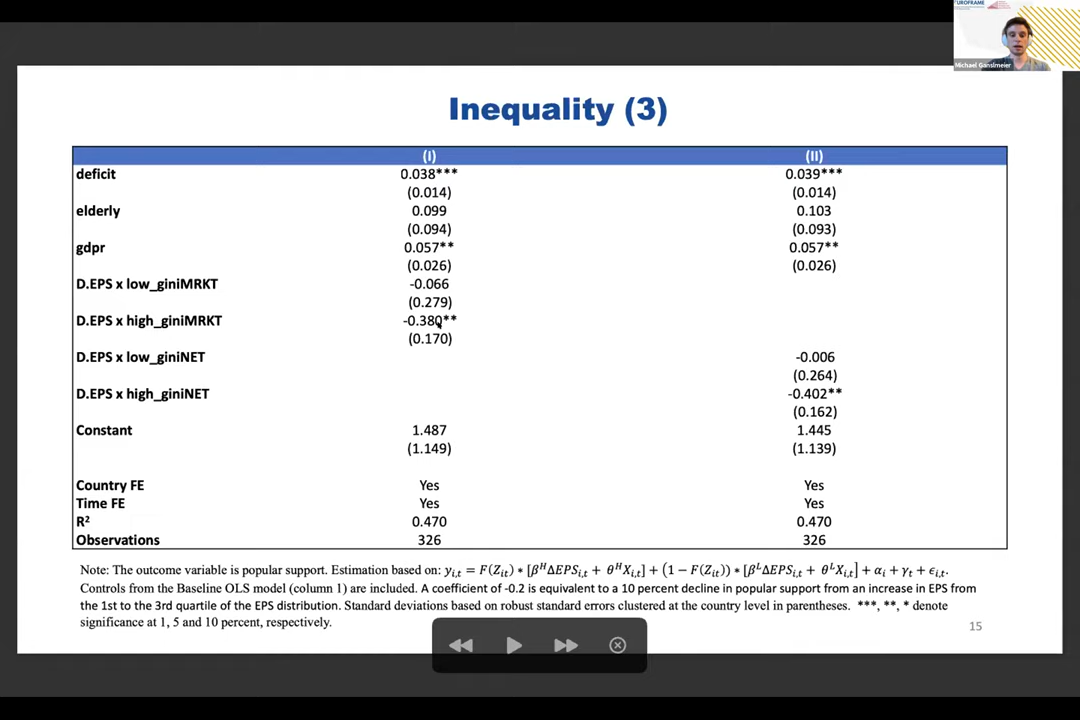 UROFRAME
Michael Ganslmeier
Inequality (3)
(I) (II)
deficit 0.038*** 0.039***
(0.014) (0.014)
elderly 0.099 0.103
(0.094) (0.093)
gdpr 0.057** 0.057**
(0.026) (0.026)
D.EPS x low_giniMRKT -0.066
(0.279)
D.EPS x high_giniMRKT -0.380**
(0.170)
D.EPS x low_giniNET -0.006
(0.264)
D.EPS x high_giniNET -0.402**
(0.162)
Constant 1.487 1.445
(1.149) (1.139)
Country FE Yes Yes
Time FE Yes Yes
R² 0.470 0.470
Observations 326 326
Note: The outcome variable is popular support. Estimation based on: y_{i,t} = F(Z_{it}) * [β^H ΔEPS_{i,t} + θ^H X_{i,t}] + (1 − F(Z_{it})) * [β^L ΔEPS_{i,t} + θ^L X_{i,t}] + α_i + γ_t + ϵ_{i,t}.
Controls from the Baseline OLS model (column 1) are included. A coefficient of -0.2 is equivalent to a 10 percent decline in popular support from an increase in EPS from
the 1st to the 3rd quartile of the EPS distribution. Standard deviations based on robust standard errors clustered at the country level in parentheses. ***, **, * denote
significance at 1, 5 and 10 percent, respectively.
15